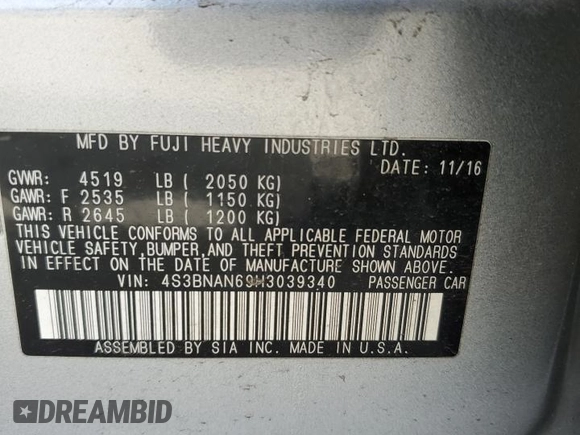 MFD BY FUJI HEAVY INDUSTRIES LTD.
DATE: 11/16
GVWR: 4519 LB ( 2050 KG)
GAWR: F 2535 LB ( 1150 KG)
GAWR: R 2645 LB ( 1200 KG)
THIS VEHICLE CONFORMS TO ALL APPLICABLE FEDERAL MOTOR
VEHICLE SAFETY, BUMPER, AND THEFT PREVENTION STANDARDS
IN EFFECT ON THE DATE OF MANUFACTURE SHOWN ABOVE.
VIN: 4S3BNAN69H3039340 PASSENGER CAR
ASSEMBLED BY SIA INC. MADE IN U.S.A.
DREAMBID